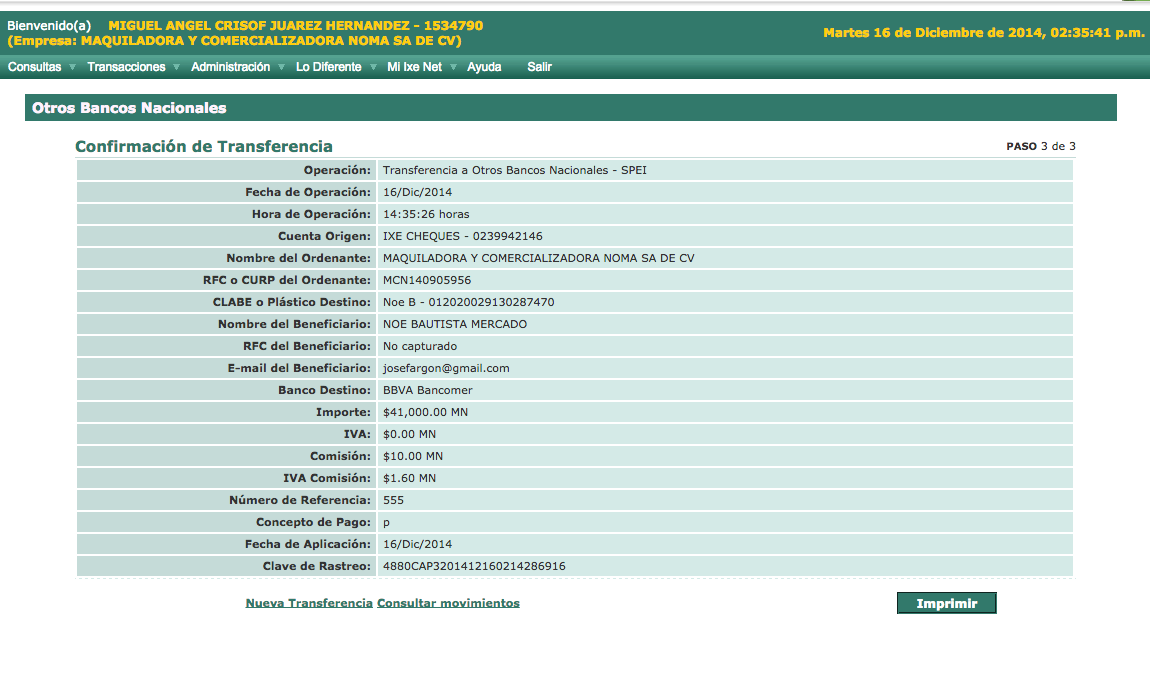 Bienvenido(a) MIGUEL ANGEL CRISOF JUAREZ HERNANDEZ - 1534790
(Empresa: MAQUILADORA Y COMERCIALIZADORA NOMA SA DE CV)
Martes 16 de Diciembre de 2014, 02:35:41 p.m.
Consultas Transacciones Administración Lo Diferente Mi Ixe Net Ayuda Salir
Otros Bancos Nacionales
Confirmación de Transferencia PASO 3 de 3
Operación: Transferencia a Otros Bancos Nacionales - SPEI
Fecha de Operación: 16/Dic/2014
Hora de Operación: 14:35:26 horas
Cuenta Origen: IXE CHEQUES - 0239942146
Nombre del Ordenante: MAQUILADORA Y COMERCIALIZADORA NOMA SA DE CV
RFC o CURP del Ordenante: MCN140905956
CLABE o Plástico Destino: Noe B - 012020029130287470
Nombre del Beneficiario: NOE BAUTISTA MERCADO
RFC del Beneficiario: No capturado
E-mail del Beneficiario: josefargon@gmail.com
Banco Destino: BBVA Bancomer
Importe: $41,000.00 MN
IVA: $0.00 MN
Comisión: $10.00 MN
IVA Comisión: $1.60 MN
Número de Referencia: 555
Concepto de Pago: p
Fecha de Aplicación: 16/Dic/2014
Clave de Rastreo: 4880CAP3201412160214286916
Nueva Transferencia Consultar movimientos Imprimir